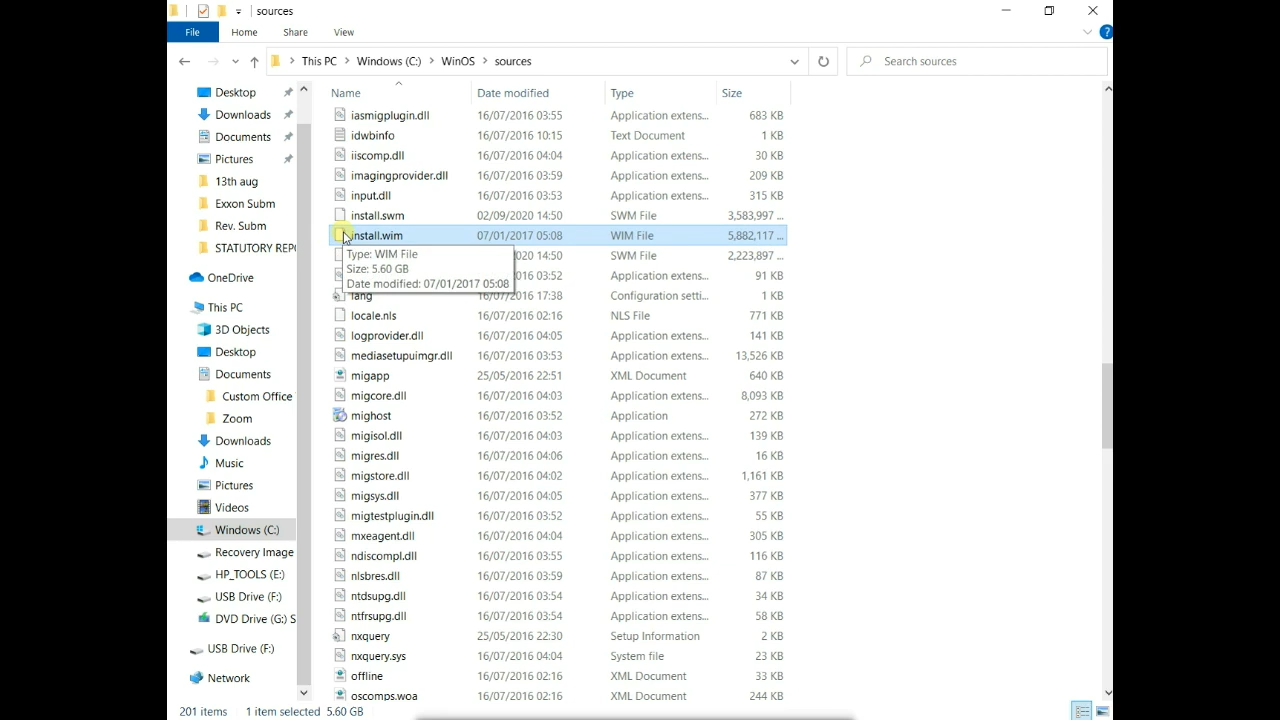 sources
File Home Share View
This PC Windows (C:) WinOS sources
Search sources
Name Date modified Type Size
Desktop
Downloads
Documents
Pictures
13th aug
Exxon Subm
Rev. Subm
STATUTORY REP
OneDrive
This PC
3D Objects
Desktop
Documents
Custom Office
Zoom
Downloads
Music
Pictures
Videos
Windows (C:)
Recovery Image
HP_TOOLS (E:)
USB Drive (F:)
DVD Drive (G:) S
USB Drive (F:)
Network
iasmigplugin.dll 16/07/2016 03:55 Application extens... 683 KB
idwbinfo 16/07/2016 10:15 Text Document 1 KB
iiscomp.dll 16/07/2016 04:04 Application extens... 30 KB
imagingprovider.dll 16/07/2016 03:59 Application extens... 209 KB
input.dll 16/07/2016 03:53 Application extens... 315 KB
install.swm 02/09/2020 14:50 SWM File 3,583,997 ...
install.wim 07/01/2017 05:08 WIM File 5,882,117 ...
020 14:50 SWM File 2,223,897 ...
016 03:52 Application extens... 91 KB
lang 16/07/2016 17:38 Configuration setti... 1 KB
Type: WIM File
Size: 5.60 GB
Date modified: 07/01/2017 05:08
locale.nls 16/07/2016 02:16 NLS File 771 KB
logprovider.dll 16/07/2016 04:05 Application extens... 141 KB
mediasetupuimgr.dll 16/07/2016 03:53 Application extens... 13,526 KB
migapp 25/05/2016 22:51 XML Document 640 KB
migcore.dll 16/07/2016 04:03 Application extens... 8,093 KB
mighost 16/07/2016 03:52 Application 272 KB
migisol.dll 16/07/2016 04:03 Application extens... 139 KB
migres.dll 16/07/2016 04:06 Application extens... 16 KB
migstore.dll 16/07/2016 04:02 Application extens... 1,161 KB
migsys.dll 16/07/2016 04:05 Application extens... 377 KB
migtestplugin.dll 16/07/2016 03:52 Application extens... 55 KB
mxeagent.dll 16/07/2016 04:04 Application extens... 305 KB
ndiscompl.dll 16/07/2016 03:55 Application extens... 116 KB
nlsbres.dll 16/07/2016 03:59 Application extens... 87 KB
ntdsupg.dll 16/07/2016 03:54 Application extens... 34 KB
ntfrsupg.dll 16/07/2016 03:54 Application extens... 58 KB
nxquery 25/05/2016 22:30 Setup Information 2 KB
nxquery.sys 16/07/2016 04:04 System file 23 KB
offline 16/07/2016 02:16 XML Document 33 KB
oscomps.woa 16/07/2016 02:16 XML Document 244 KB
201 items 1 item selected 5.60 GB